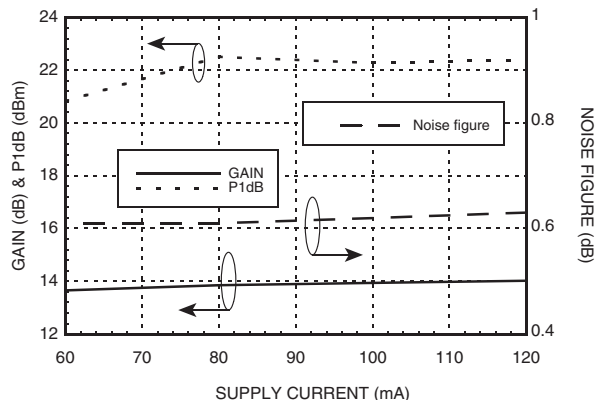 24
22
20
18
16
14
12
GAIN (dB) & P1dB (dBm)
1
0.8
0.6
0.4
NOISE FIGURE (dB)
Noise figure
GAIN
P1dB
60 70 80 90 100 110 120
SUPPLY CURRENT (mA)